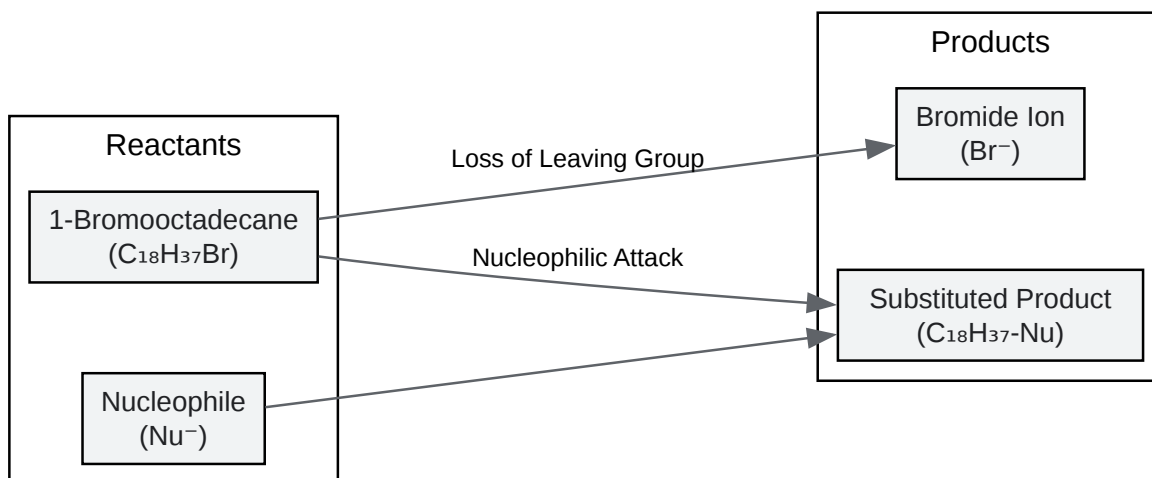 Reactants
1-Bromooctadecane
(C₁₈H₃₇Br)
Nucleophile
(Nu⁻)
Loss of Leaving Group
Nucleophilic Attack
Products
Bromide Ion
(Br⁻)
Substituted Product
(C₁₈H₃₇-Nu)